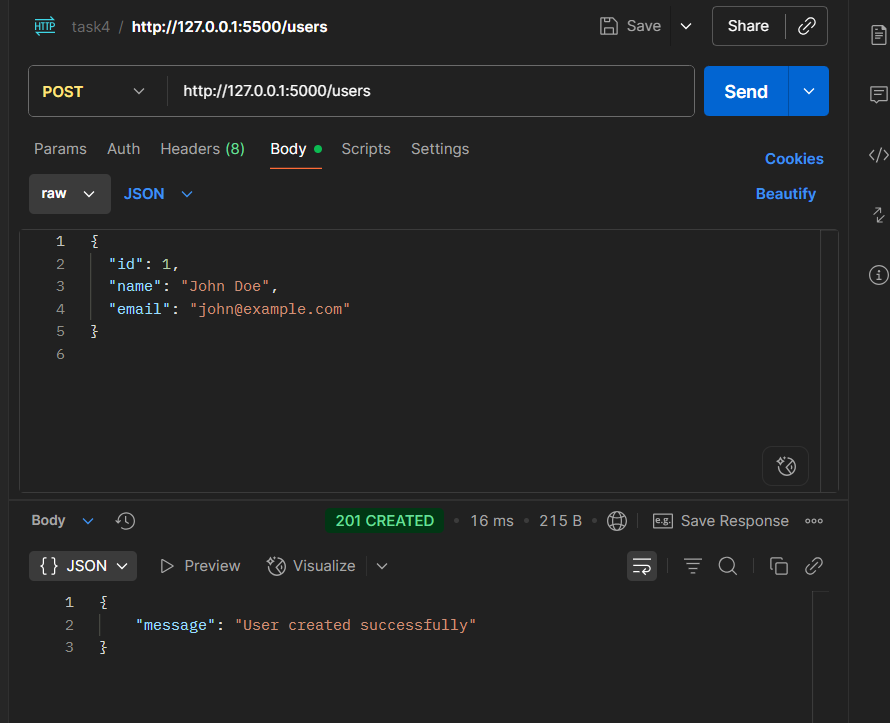 HTTP task4 / http://127.0.0.1:5500/users Save Share
POST http://127.0.0.1:5000/users Send
Params Auth Headers (8) Body Scripts Settings Cookies
raw JSON Beautify
1 {
2 "id": 1,
3 "name": "John Doe",
4 "email": "john@example.com"
5 }
6
Body 201 CREATED • 16 ms • 215 B • e.g. Save Response
{ } JSON Preview Visualize
1 {
2 "message": "User created successfully"
3 }